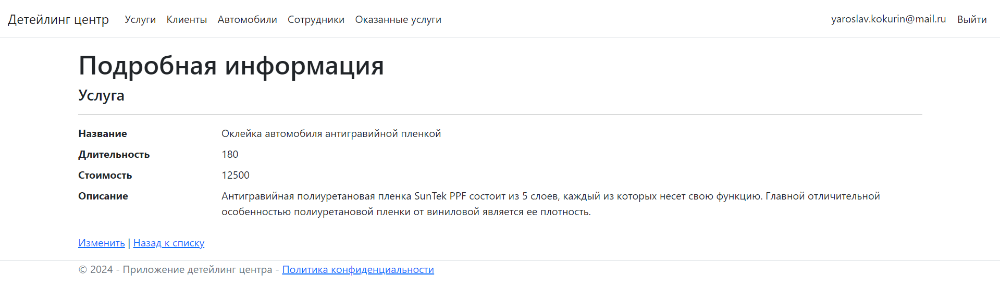 Детейлинг центр Услуги Клиенты Автомобили Сотрудники Оказанные услуги yaroslav.kokurin@mail.ru Выйти
Подробная информация
Услуга
Название Оклейка автомобиля антигравийной пленкой
Длительность 180
Стоимость 12500
Описание Антигравийная полиуретановая пленка SunTek PPF состоит из 5 слоев, каждый из которых несет свою функцию. Главной отличительной
особенностью полиуретановой пленки от виниловой является ее плотность.
Изменить | Назад к списку
© 2024 - Приложение детейлинг центра - Политика конфиденциальности